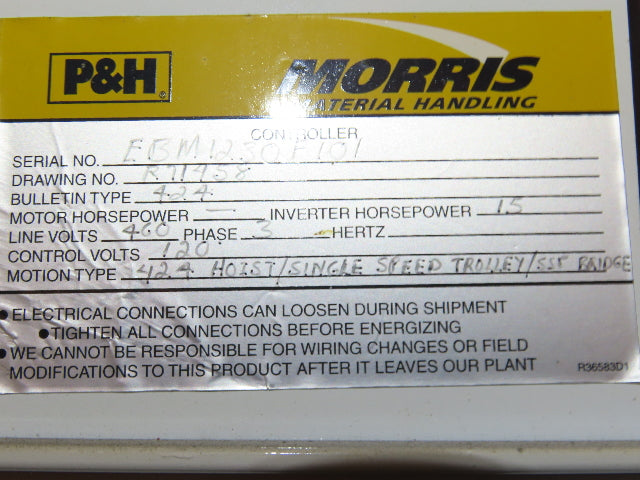 P&H® MORRIS
MATERIAL HANDLING
CONTROLLER
SERIAL NO. EBM1230F101
DRAWING NO.
BULLETIN TYPE 424
MOTOR HORSEPOWER — INVERTER HORSEPOWER 15
LINE VOLTS 460 PHASE 3 HERTZ
CONTROL VOLTS 120
MOTION TYPE 424 HOIST/SINGLE SPEED TROLLEY/SSF BRIDGE
•ELECTRICAL CONNECTIONS CAN LOOSEN DURING SHIPMENT
•TIGHTEN ALL CONNECTIONS BEFORE ENERGIZING
•WE CANNOT BE RESPONSIBLE FOR WIRING CHANGES OR FIELD
MODIFICATIONS TO THIS PRODUCT AFTER IT LEAVES OUR PLANT
R36583D1